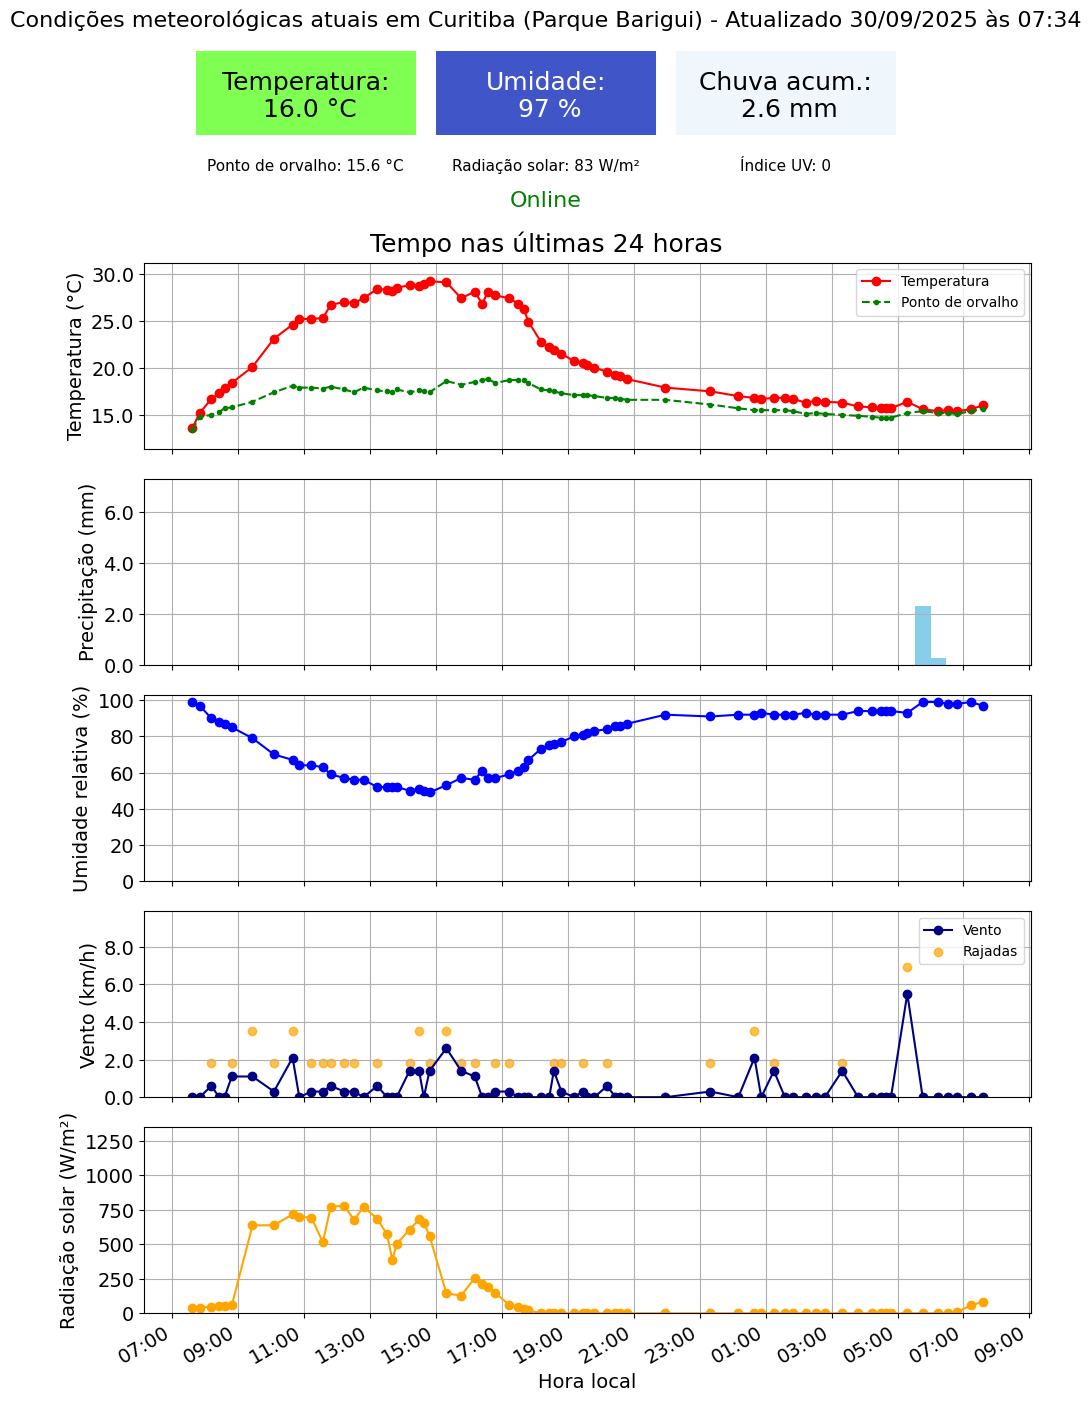 Condições meteorológicas atuais em Curitiba (Parque Barigui) - Atualizado 30/09/2025 às 07:34
Temperatura:
16.0 °C
Umidade:
97 %
Chuva acum.:
2.6 mm
Ponto de orvalho: 15.6 °C
Radiação solar: 83 W/m²
Índice UV: 0
Online
Tempo nas últimas 24 horas
Temperatura (°C)
30.0
25.0
20.0
15.0
Temperatura
Ponto de orvalho
Precipitação (mm)
6.0
4.0
2.0
0.0
Umidade relativa (%)
100
80
60
40
20
0
Vento (km/h)
8.0
6.0
4.0
2.0
0.0
Vento
Rajadas
Radiação solar (W/m²)
1250
1000
750
500
250
0
07:00
09:00
11:00
13:00
15:00
17:00
19:00
21:00
23:00
01:00
03:00
05:00
07:00
09:00
Hora local